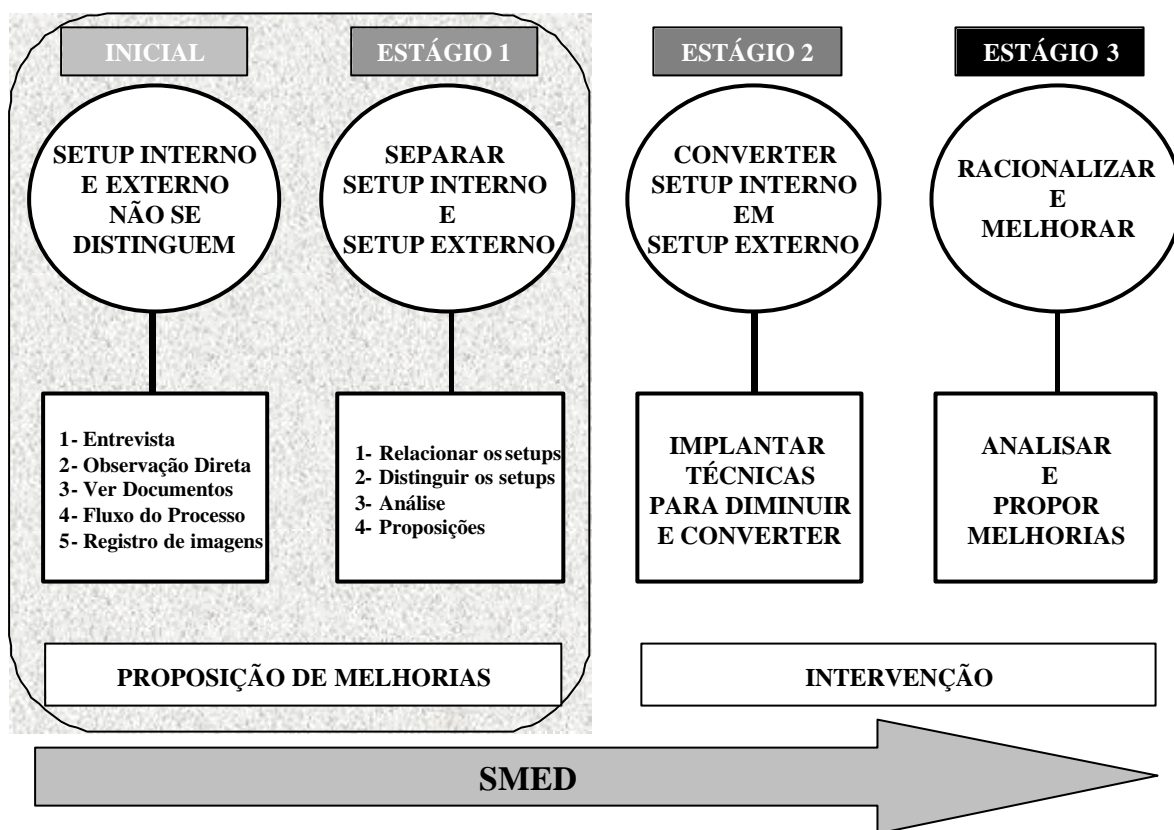 INICIAL
ESTÁGIO 1
ESTÁGIO 2
ESTÁGIO 3
SETUP INTERNO
E EXTERNO
NÃO SE
DISTINGUEM
SEPARAR
SETUP INTERNO
E
SETUP EXTERNO
CONVERTER
SETUP INTERNO
EM
SETUP EXTERNO
RACIONALIZAR
E
MELHORAR
1- Entrevista
2- Observação Direta
3- Ver Documentos
4- Fluxo do Processo
5- Registro de imagens
1- Relacionar os setups
2- Distinguir os setups
3- Análise
4- Proposições
IMPLANTAR
TÉCNICAS
PARA DIMINUIR
E CONVERTER
ANALISAR
E
PROPOR
MELHORIAS
PROPOSIÇÃO DE MELHORIAS
INTERVENÇÃO
SMED